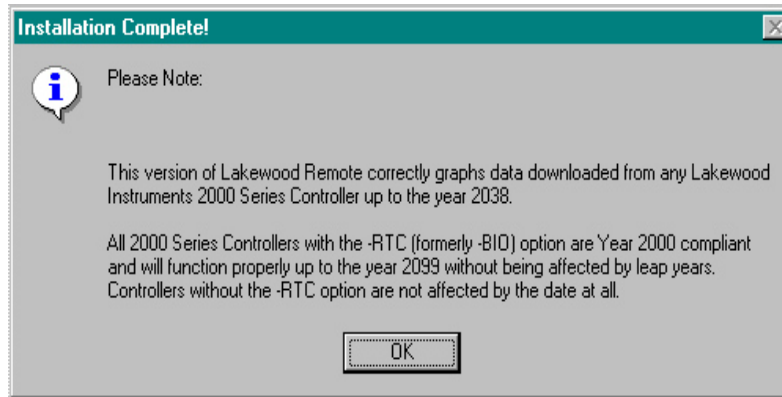 Installation Complete!
Please Note:
This version of Lakewood Remote correctly graphs data downloaded from any Lakewood
Instruments 2000 Series Controller up to the year 2038.
All 2000 Series Controllers with the -RTC (formerly -BIO) option are Year 2000 compliant
and will function properly up to the year 2099 without being affected by leap years.
Controllers without the -RTC option are not affected by the date at all.
OK